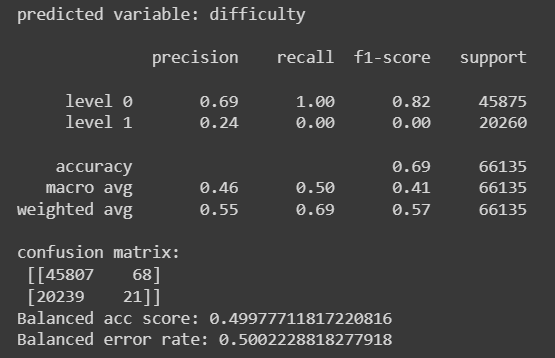 predicted variable: difficulty
precision recall f1-score support
level 0 0.69 1.00 0.82 45875
level 1 0.24 0.00 0.00 20260
accuracy 0.69 66135
macro avg 0.46 0.50 0.41 66135
weighted avg 0.55 0.69 0.57 66135
confusion matrix:
[[45807 68]
[20239 21]]
Balanced acc score: 0.49977711817220816
Balanced error rate: 0.5002228818277918